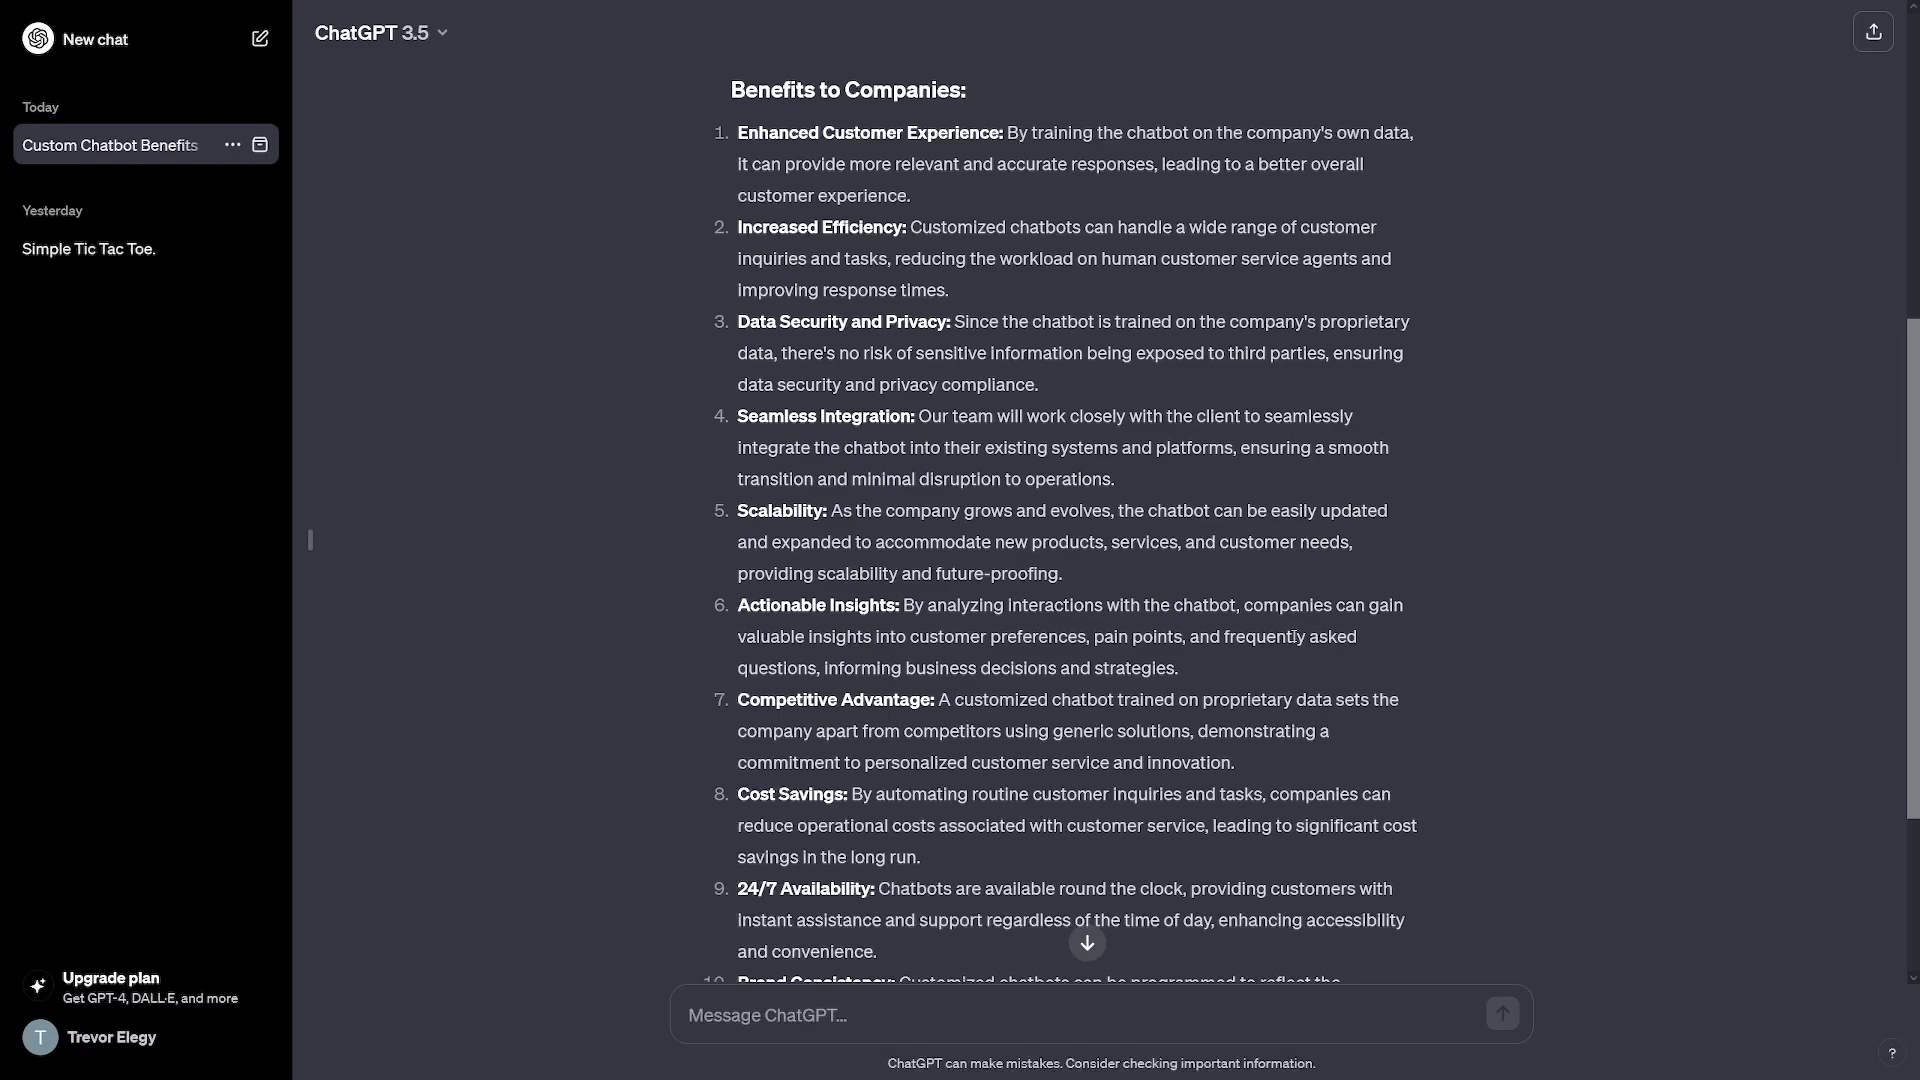 New chat
Today
Custom Chatbot Benefits
Yesterday
Simple Tic Tac Toe.
Upgrade plan
Get GPT-4, DALL·E, and more
T
Trevor Elegy
ChatGPT 3.5
Benefits to Companies:
1. Enhanced Customer Experience: By training the chatbot on the company's own data,
it can provide more relevant and accurate responses, leading to a better overall
customer experience.
2. Increased Efficiency: Customized chatbots can handle a wide range of customer
inquiries and tasks, reducing the workload on human customer service agents and
improving response times.
3. Data Security and Privacy: Since the chatbot is trained on the company's proprietary
data, there's no risk of sensitive information being exposed to third parties, ensuring
data security and privacy compliance.
4. Seamless Integration: Our team will work closely with the client to seamlessly
integrate the chatbot into their existing systems and platforms, ensuring a smooth
transition and minimal disruption to operations.
5. Scalability: As the company grows and evolves, the chatbot can be easily updated
and expanded to accommodate new products, services, and customer needs,
providing scalability and future-proofing.
6. Actionable Insights: By analyzing interactions with the chatbot, companies can gain
valuable insights into customer preferences, pain points, and frequently asked
questions, informing business decisions and strategies.
7. Competitive Advantage: A customized chatbot trained on proprietary data sets the
company apart from competitors using generic solutions, demonstrating a
commitment to personalized customer service and innovation.
8. Cost Savings: By automating routine customer inquiries and tasks, companies can
reduce operational costs associated with customer service, leading to significant cost
savings in the long run.
9. 24/7 Availability: Chatbots are available round the clock, providing customers with
instant assistance and support regardless of the time of day, enhancing accessibility
and convenience.
10. Brand Consistency: Customized chatbots can be programmed to reflect the
Message ChatGPT...
ChatGPT can make mistakes. Consider checking important information.
?